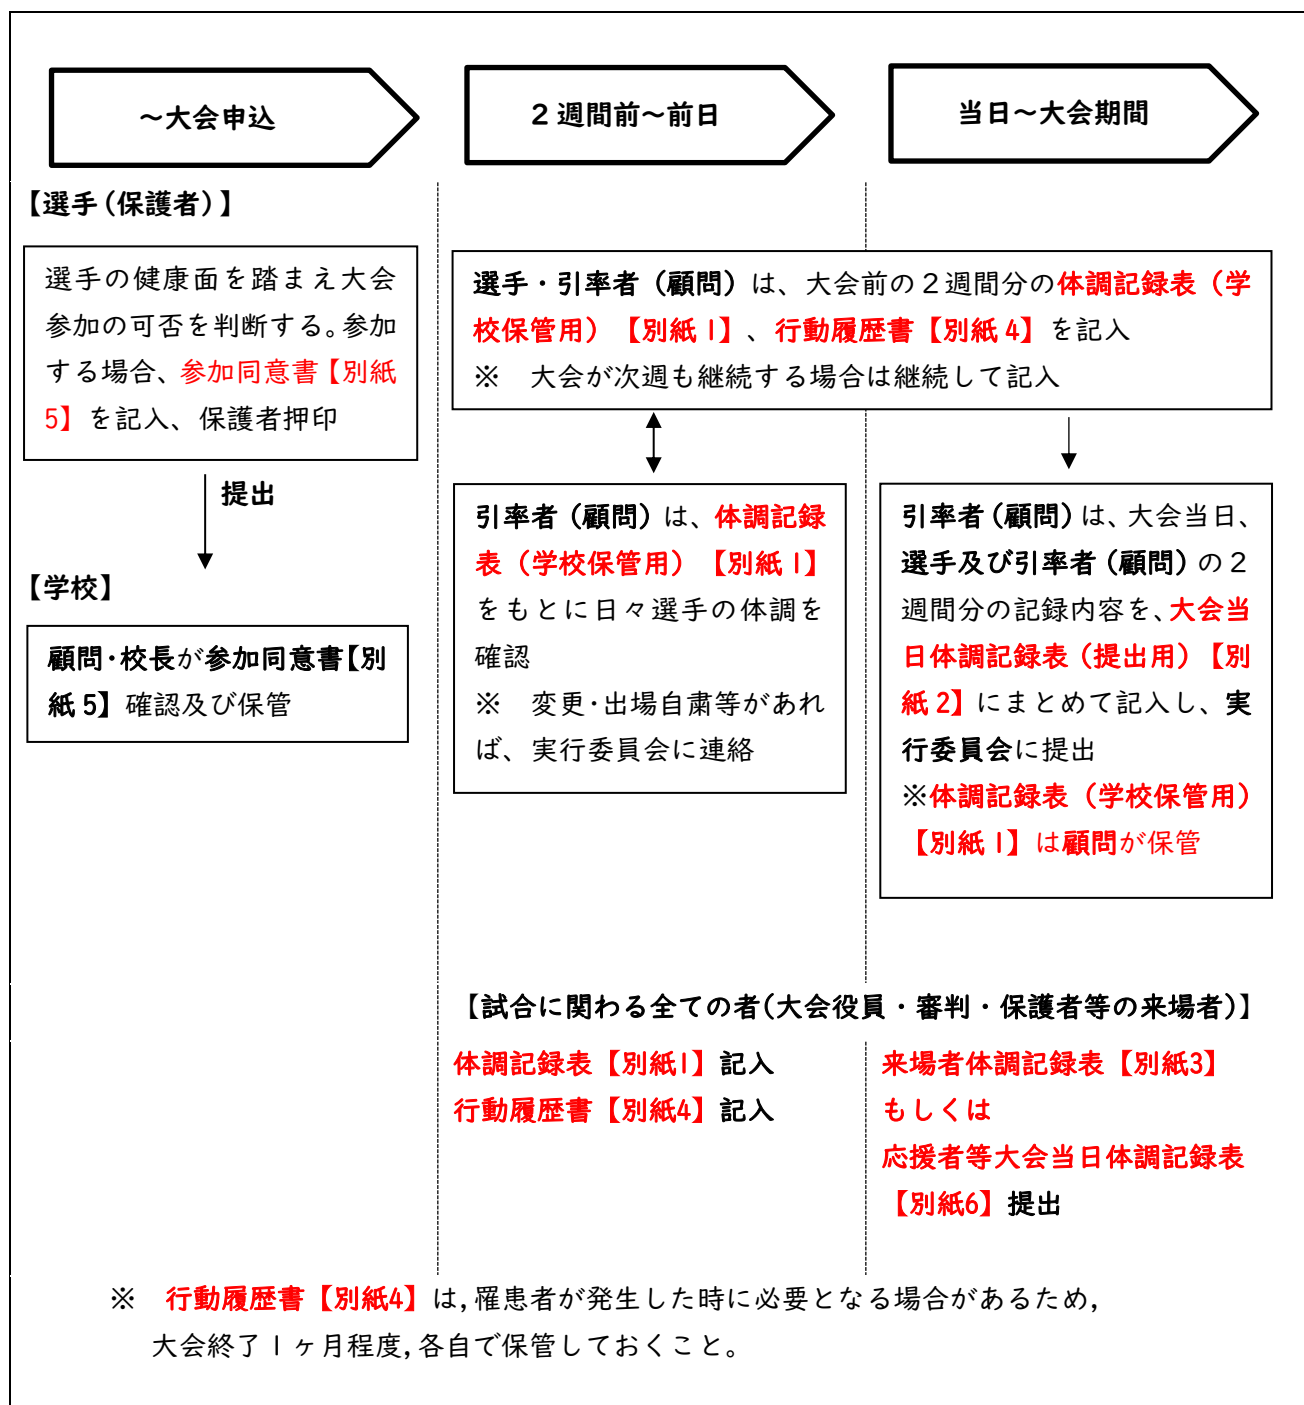 ～大会申込
２週間前～前日
当日～大会期間
【選手（保護者）】
選手の健康面を踏まえ大会
参加の可否を判断する。参加
する場合、参加同意書【別紙
5】を記入、保護者押印
提出
【学校】
顧問・校長が参加同意書【別
紙 5】確認及び保管
選手・引率者（顧問）は、大会前の２週間分の体調記録表（学
校保管用）【別紙 1】、行動履歴書【別紙 4】を記入
※　大会が次週も継続する場合は継続して記入
引率者（顧問）は、体調記録
表（学校保管用）【別紙 1】
をもとに日々選手の体調を
確認
※　変更・出場自粛等があれ
ば、実行委員会に連絡
引率者（顧問）は、大会当日、
選手及び引率者（顧問）の２
週間分の記録内容を、大会当
日体調記録表（提出用）【別
紙 2】にまとめて記入し、実
行委員会に提出
※体調記録表（学校保管用）
【別紙 1】は顧問が保管
【試合に関わる全ての者(大会役員・審判・保護者等の来場者)】
体調記録表【別紙1】記入
行動履歴書【別紙4】記入
来場者体調記録表【別紙3】
もしくは
応援者等大会当日体調記録表
【別紙6】提出
※　行動履歴書【別紙4】は,罹患者が発生した時に必要となる場合があるため,
大会終了１ヶ月程度,各自で保管しておくこと。